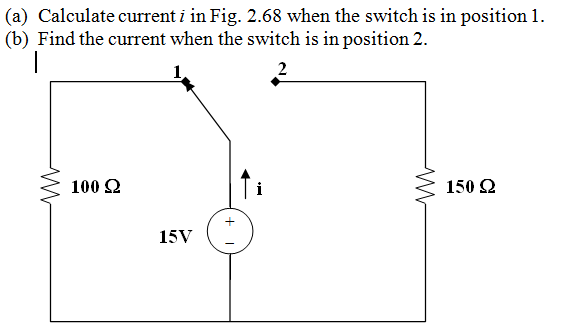 (a) Calculate current i in Fig. 2.68 when the switch is in position 1.
(b) Find the current when the switch is in position 2.
1
2
100 Ω
i
150 Ω
+
15V
−